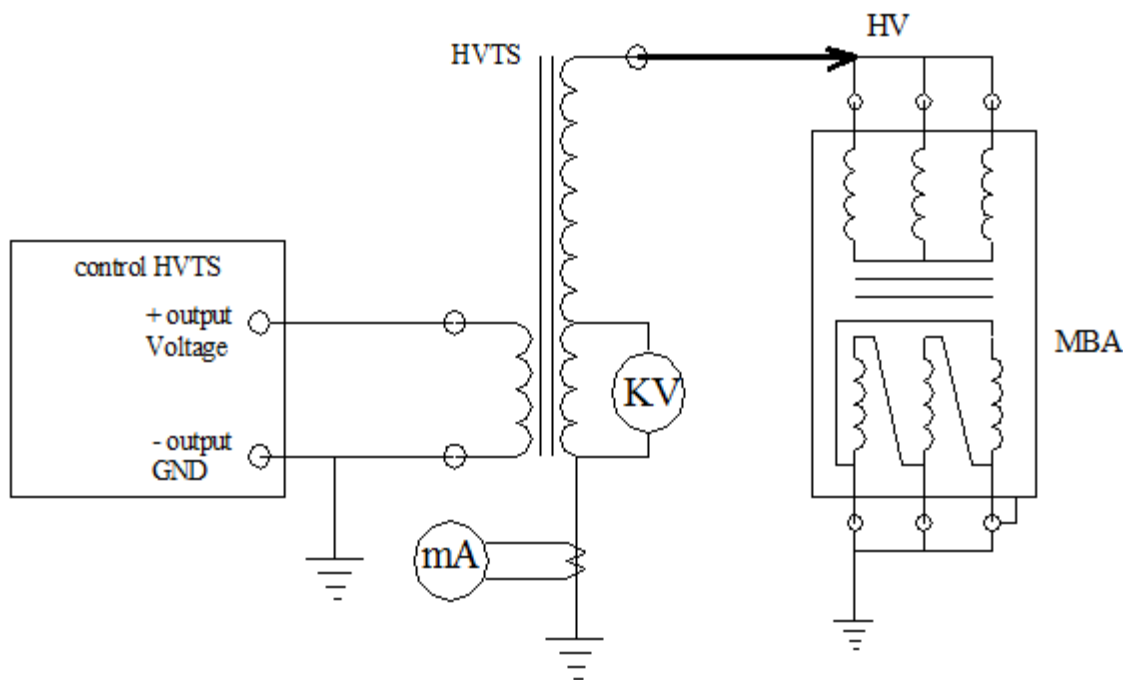 HV
HVTS
control HVTS
+ output
Voltage
KV
MBA
- output
GND
mA